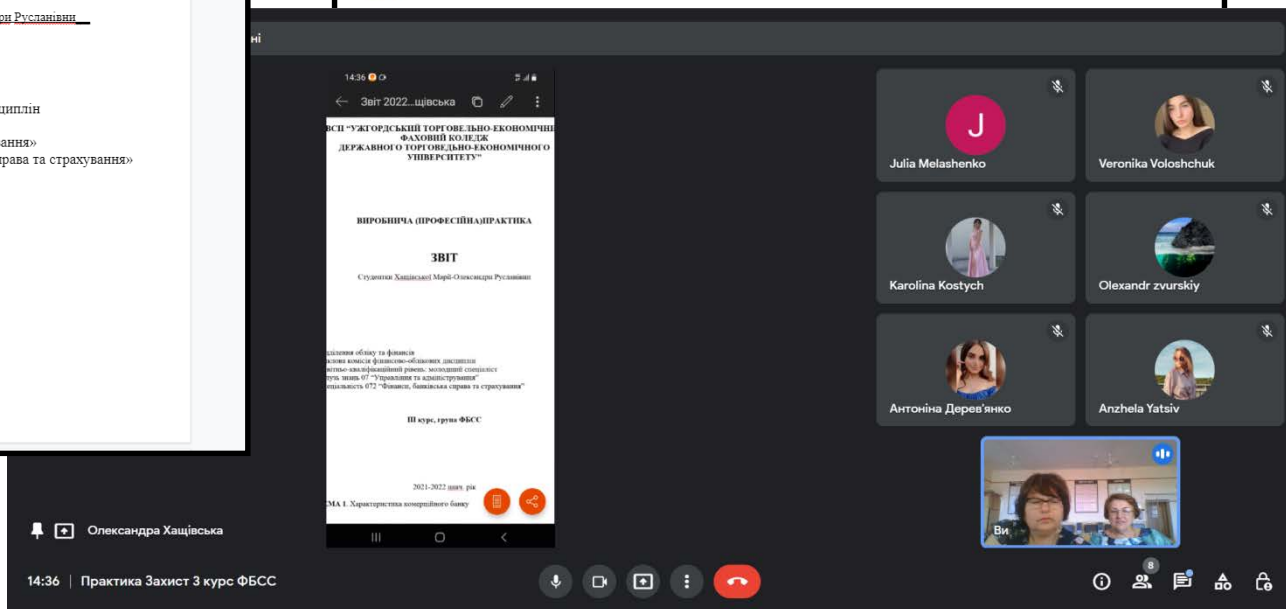 ри Русланівни
циплін
ання»
права та страхування»
ні
14:36
Звіт 2022...щівська
ВСП "УЖГОРОДСЬКИЙ ТОРГОВЕЛЬНО-ЕКОНОМІЧНИ
ФАХОВИЙ КОЛЕДЖ
ДЕРЖАВНОГО ТОРГОВЕЛЬНО-ЕКОНОМІЧНОГО
УНІВЕРСИТЕТУ"
ВИРОБНИЧА (ПРОФЕСІЙНА)ПРАКТИКА
ЗВІТ
Студентки Хащівської Марії-Олександри Русланівни
ділення обліку та фінансів
клова комісія фінансово-облікових дисциплін
вітньо-кваліфікаційний рівень: молодший спеціаліст
лузь знань 07 "Управління та адміністрування"
еціальність 072 "Фінанси, банківська справа та страхування"
ІІІ курс, група ФБСС
2021-2022 навч. рік
ЕМА 1. Характеристика комерційного банку
J
Julia Melashenko
Veronika Voloshchuk
Karolina Kostych
Olexandr zvurskiy
Антоніна Дерев'янко
Anzhela Yatsiv
Ви
Олександра Хащівська
14:36 | Практика Захист 3 курс ФБСС
8